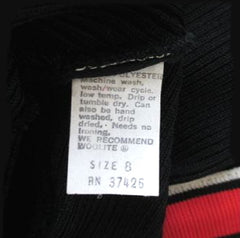 POLYESTER
Machine wash,
wash/wear cycle,
low temp. Drip or
tumble dry. Can
also be hand
washed, drip
dried. Needs no
ironing.
WE RECOMMEND
WOOLITE ®
SIZE 8
RN 37426